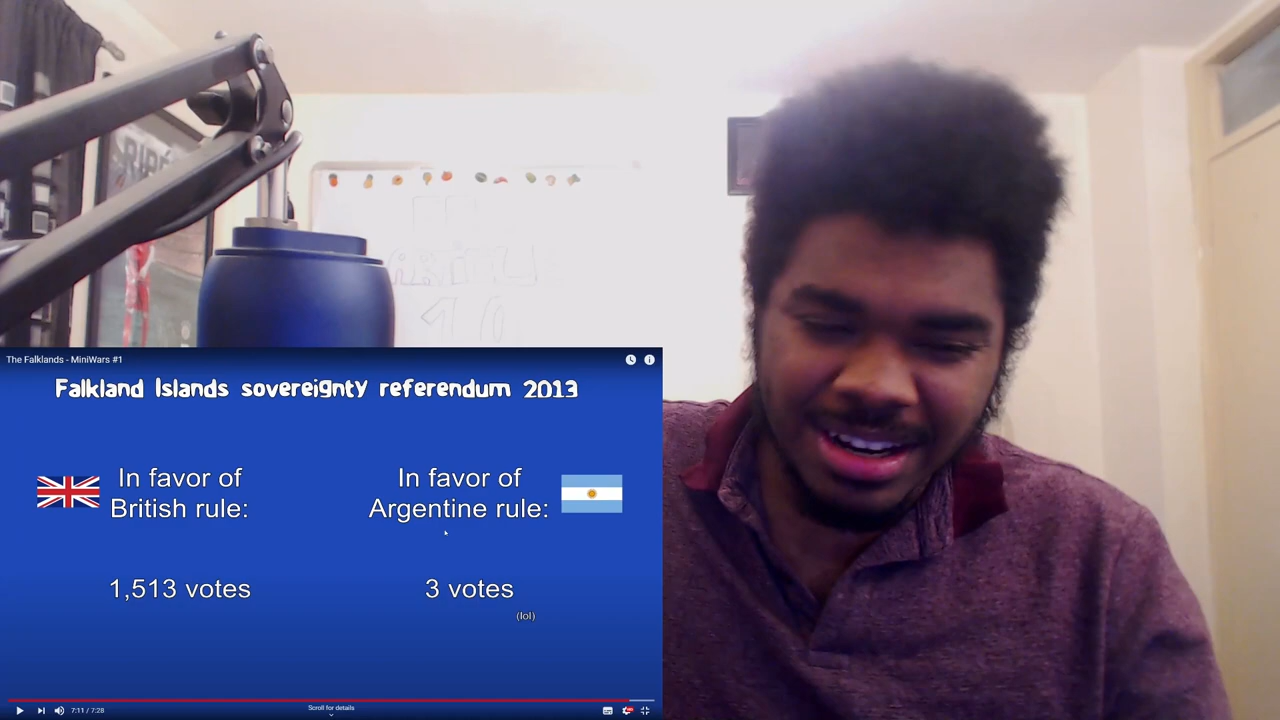 The Falklands - MiniWars #1
Falkland Islands sovereignty referendum 2013
In favor of
British rule:
In favor of
Argentine rule:
1,513 votes
3 votes
(lol)
7:11 / 7:28
Scroll for details